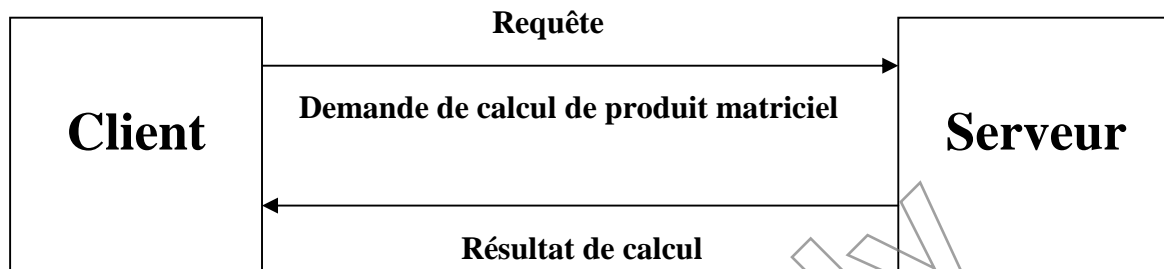 Requête
Demande de calcul de produit matriciel
Client
Serveur
Résultat de calcul